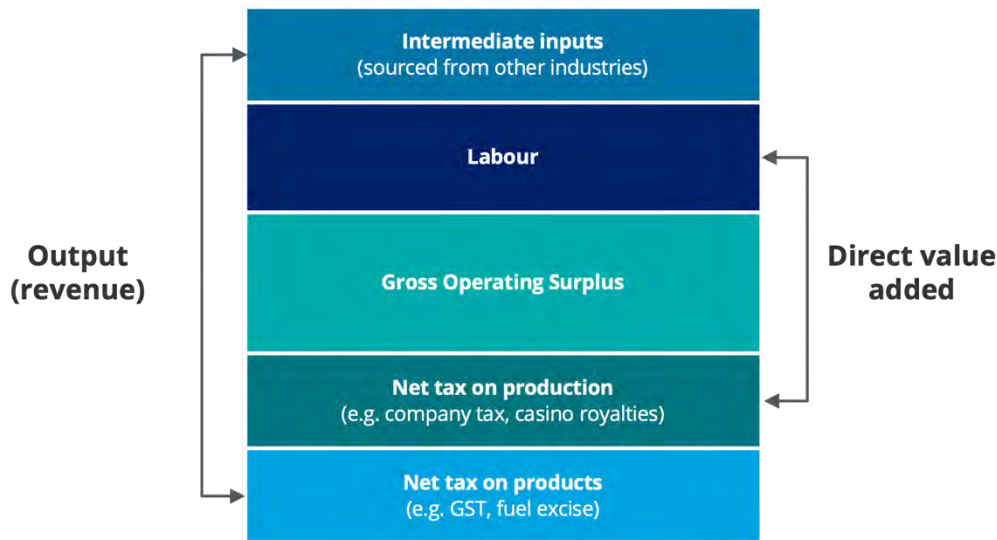 Intermediate inputs
(sourced from other industries)
Labour
Output
(revenue)
Gross Operating Surplus
Direct value
added
Net tax on production
(e.g. company tax, casino royalties)
Net tax on products
(e.g. GST, fuel excise)